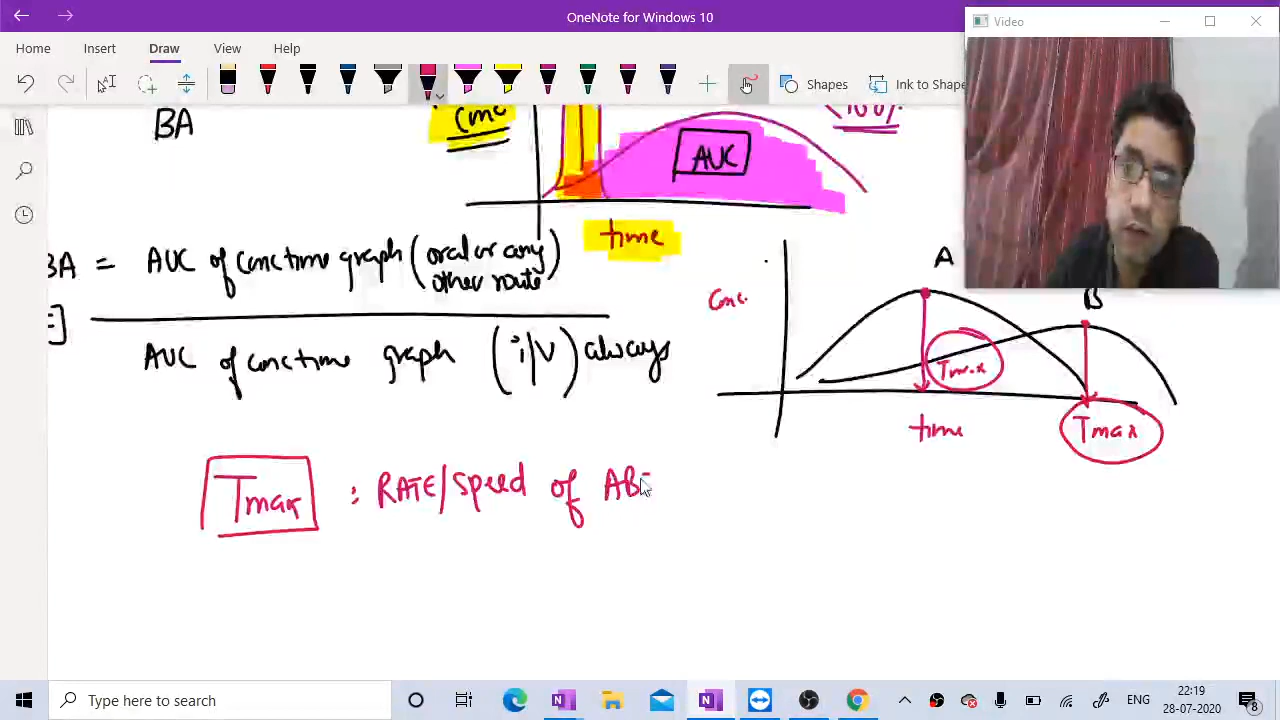 OneNote for Windows 10
Video
Home Insert Draw View Help
Shapes Ink to Shape
BA
Conc
<100%
AUC
time
BA = AUC of conc time graph (oral or any other route)
AUC of conc time graph (i/v) always
A
B
Conc.
Tmax
time
Tmax
Tmax : RATE/speed of AB
Type here to search
ENG
22:19
28-07-2020
8